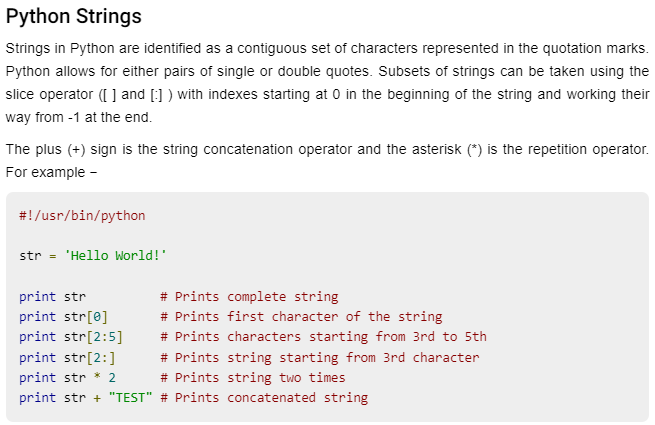 Python Strings
Strings in Python are identified as a contiguous set of characters represented in the quotation marks.
Python allows for either pairs of single or double quotes. Subsets of strings can be taken using the
slice operator ([ ] and [:] ) with indexes starting at 0 in the beginning of the string and working their
way from -1 at the end.
The plus (+) sign is the string concatenation operator and the asterisk (*) is the repetition operator.
For example −
#!/usr/bin/python
str = 'Hello World!'
print str          # Prints complete string
print str[0]       # Prints first character of the string
print str[2:5]     # Prints characters starting from 3rd to 5th
print str[2:]      # Prints string starting from 3rd character
print str * 2      # Prints string two times
print str + "TEST" # Prints concatenated string